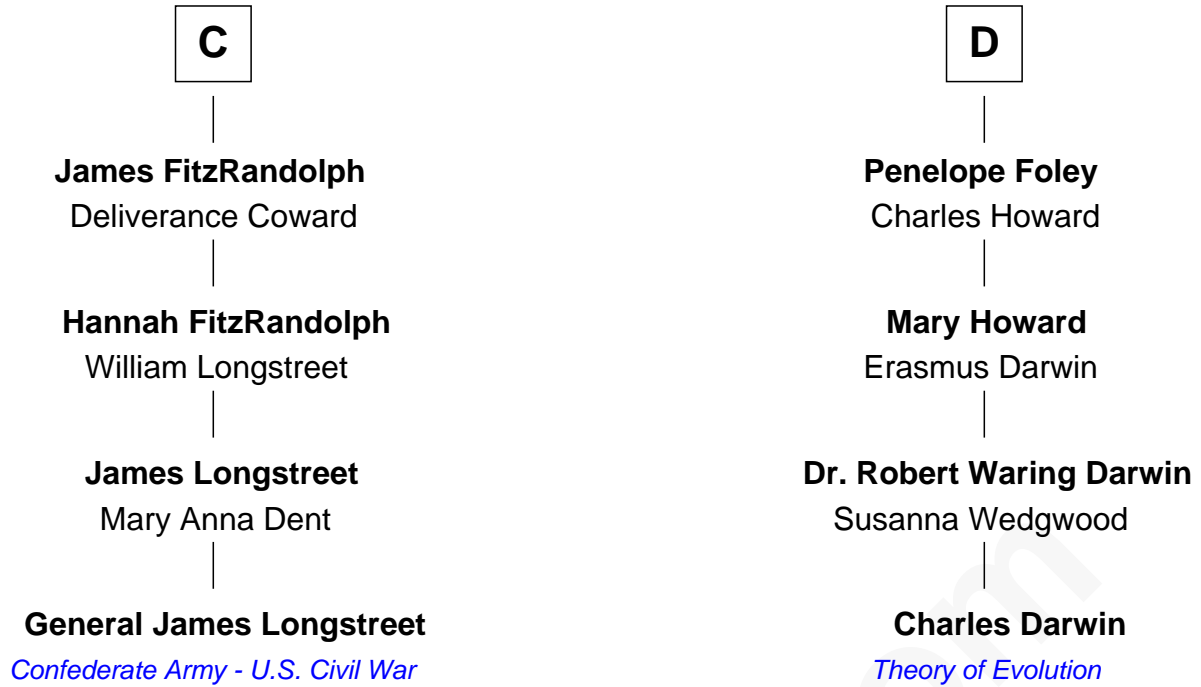 C
James FitzRandolph
Deliverance Coward
Hannah FitzRandolph
William Longstreet
James Longstreet
Mary Anna Dent
General James Longstreet
Confederate Army - U.S. Civil War
D
Penelope Foley
Charles Howard
Mary Howard
Erasmus Darwin
Dr. Robert Waring Darwin
Susanna Wedgwood
Charles Darwin
Theory of Evolution